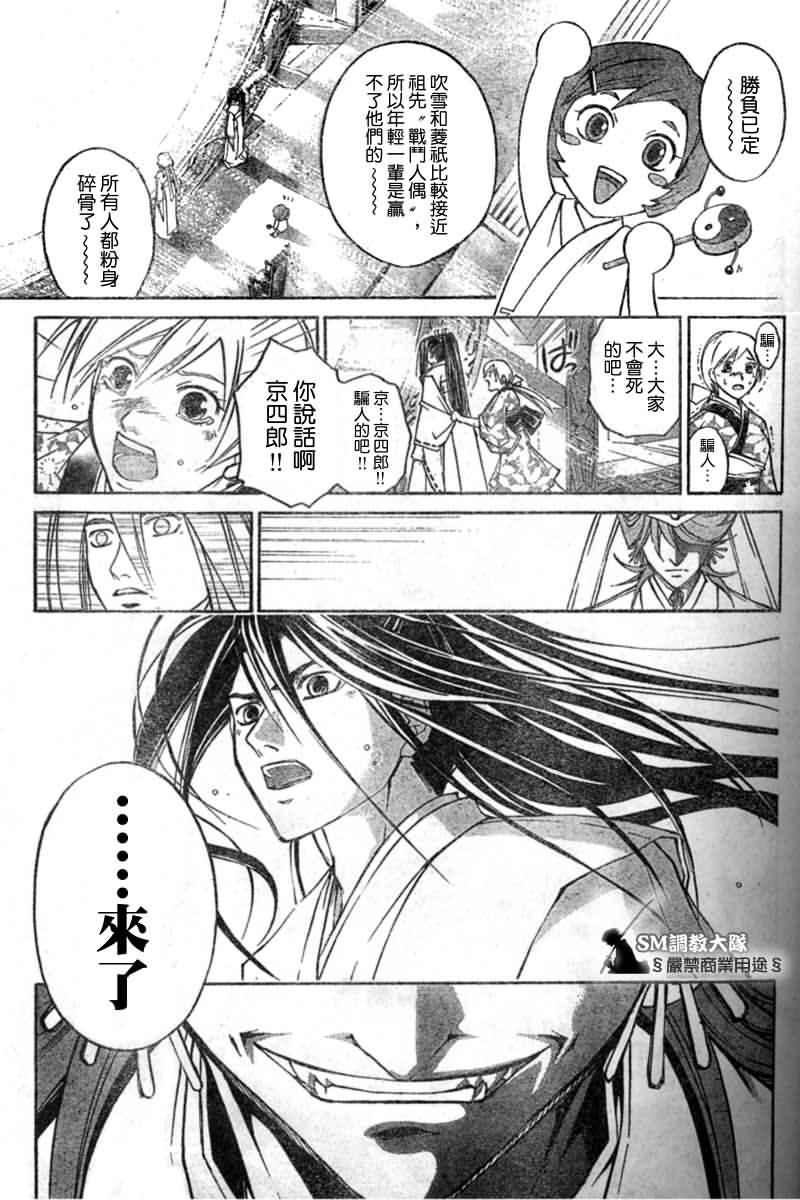 勝負已定
～～～～
吹雪和菱祇比較接近
祖先〝戰鬥人偶〟，
所以年輕一輩是贏
不了他們的～～～～
所有人都粉身
碎骨了～～～～
騙…
騙人…
大…大家
不會死
的吧…
ばっ
京…京四郎!!
騙人的吧!!
你說話啊
京四郎!!
……來了
SM調教大隊
§嚴禁商業用途§